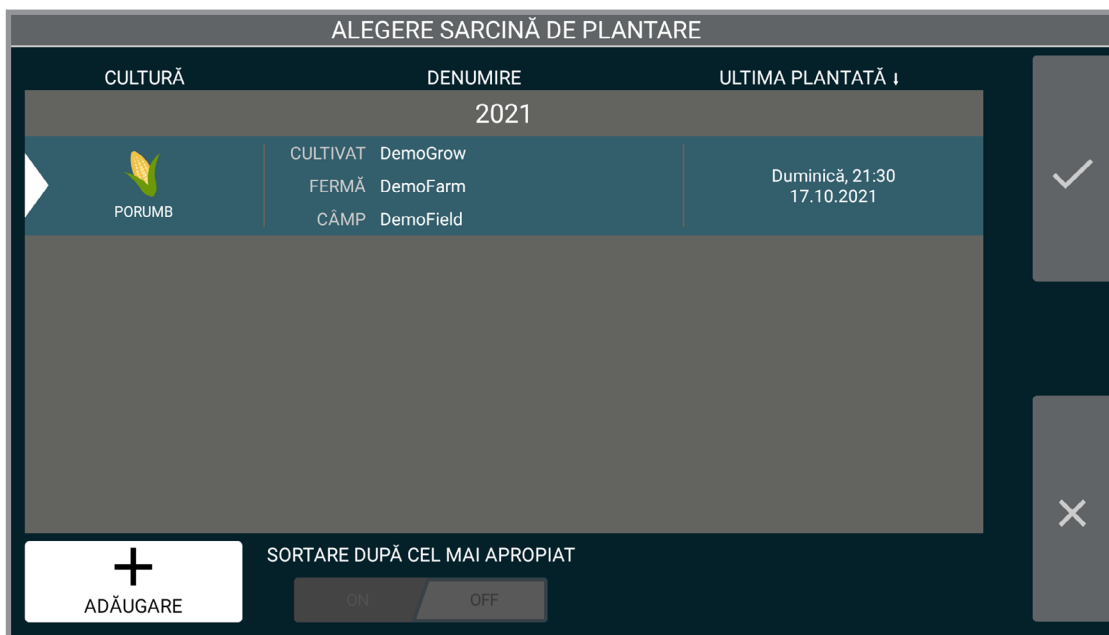 ALEGERE SARCINĂ DE PLANTARE
CULTURĂ DENUMIRE ULTIMA PLANTATĂ ↓
2021
CULTIVAT DemoGrow
FERMĂ DemoFarm
CÂMP DemoField
PORUMB
Duminică, 21:30
17.10.2021
SORTARE DUPĂ CEL MAI APROPIAT
ADĂUGARE
ON OFF